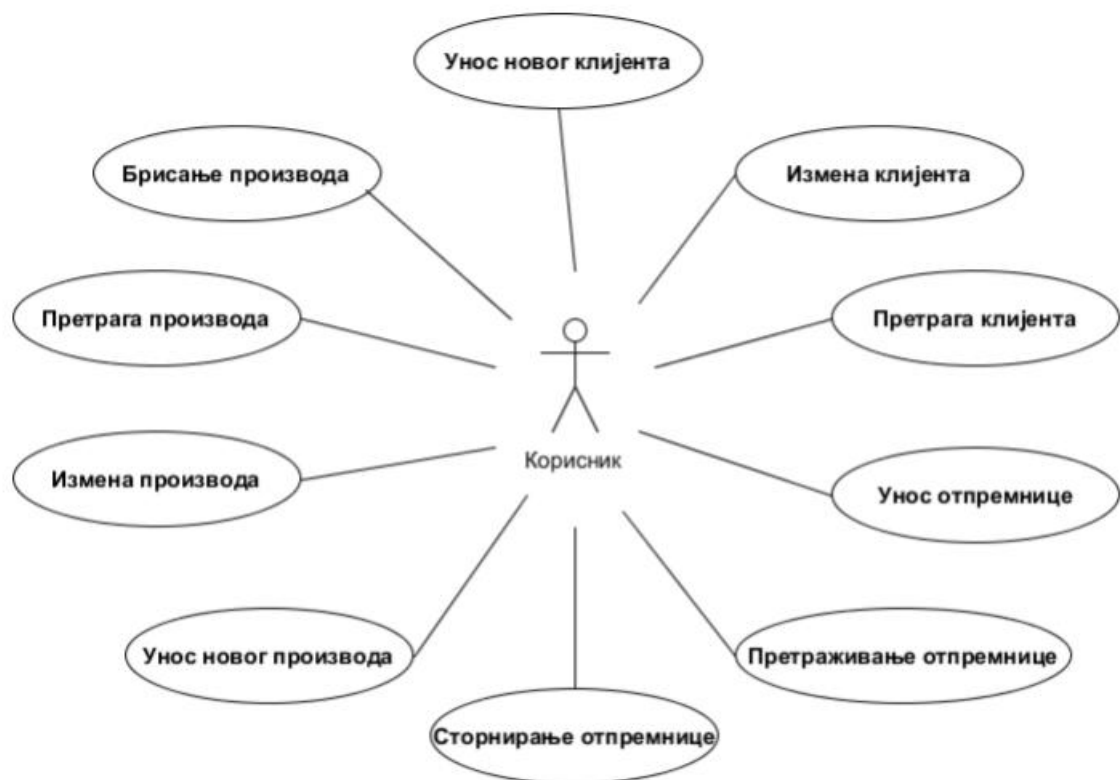 Унос новог клијента
Брисање производа
Измена клијента
Претрага производа
Претрага клијента
Корисник
Измена производа
Унос отпремнице
Унос новог производа
Претраживање отпремнице
Сторнирање отпремнице